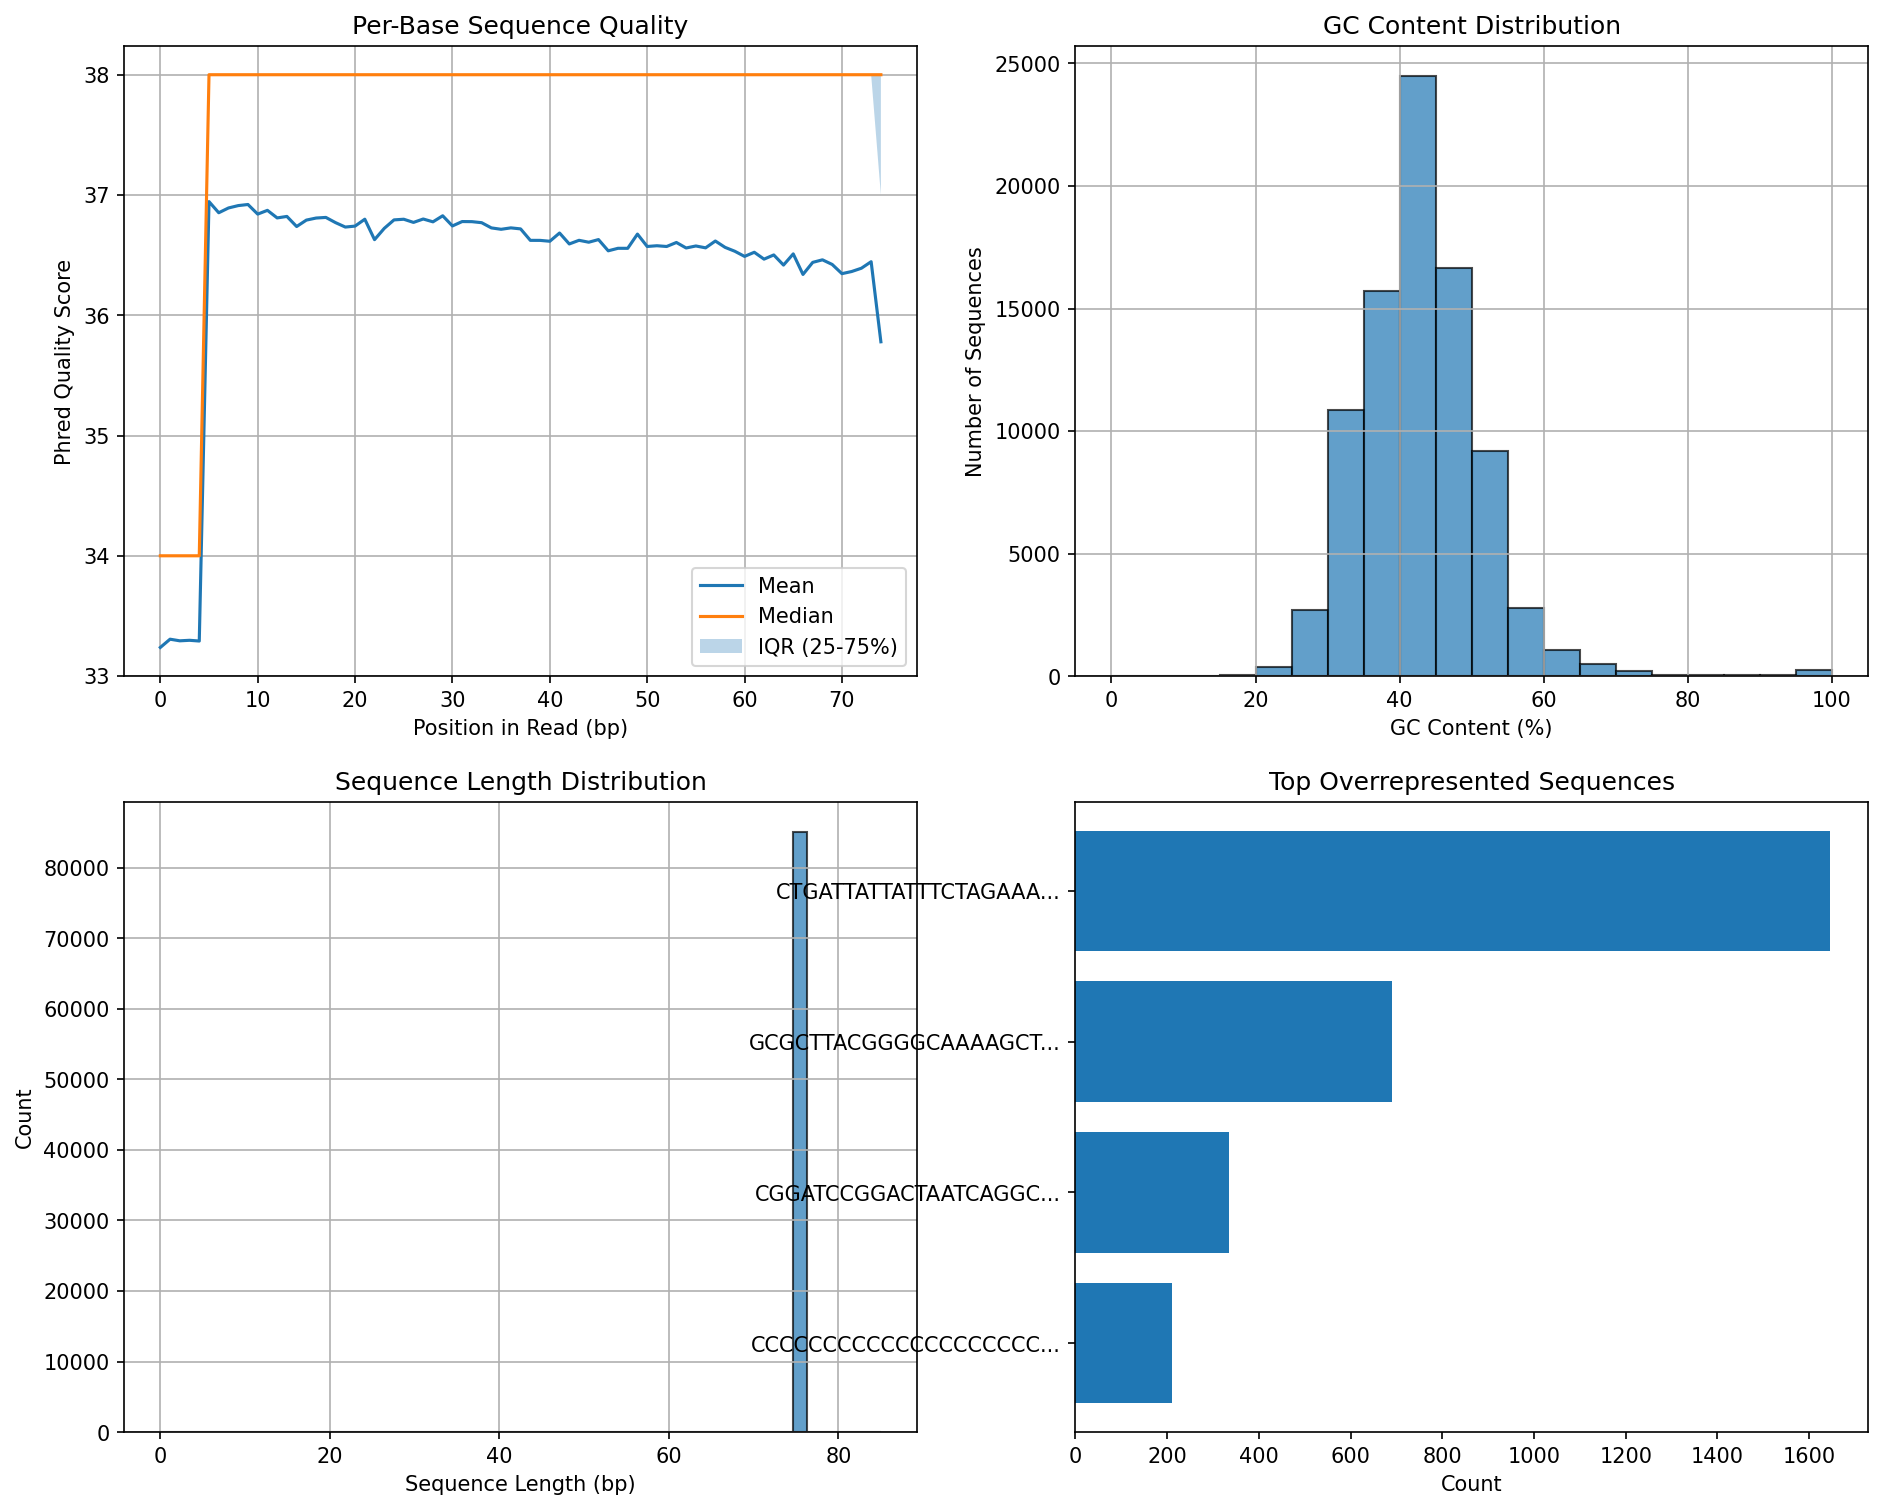 Per-Base Sequence Quality
Phred Quality Score
38
37
36
35
34
33
0 10 20 30 40 50 60 70
Position in Read (bp)
Mean
Median
IQR (25-75%)
GC Content Distribution
Number of Sequences
25000
20000
15000
10000
5000
0
0 20 40 60 80 100
GC Content (%)
Sequence Length Distribution
Count
80000
70000
60000
50000
40000
30000
20000
10000
0
0 20 40 60 80
Sequence Length (bp)
Top Overrepresented Sequences
CTGATTATTATTTCTAGAAA...
GCGCTTACGGGGCAAAAGCT...
CGGATCCGGACTAATCAGGC...
CCCCCCCCCCCCCCCCCCCC...
0 200 400 600 800 1000 1200 1400 1600
Count